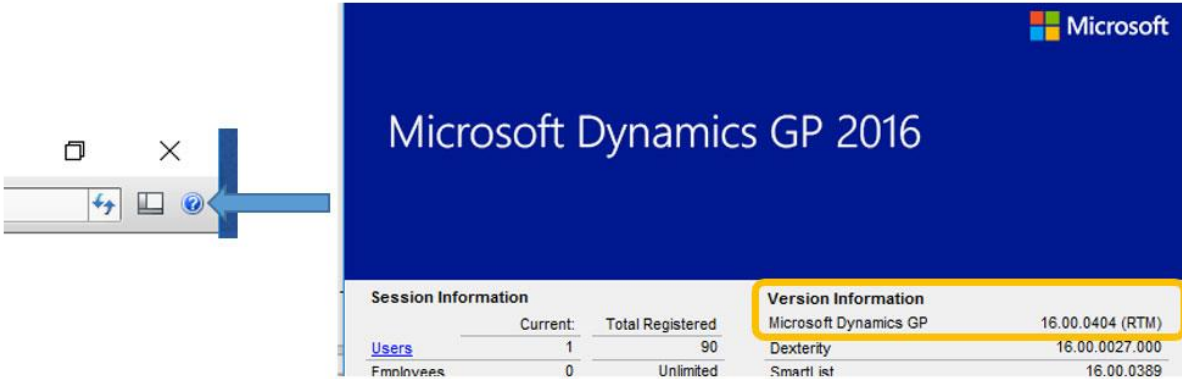 Microsoft
Microsoft Dynamics GP 2016
Session Information
Current: Total Registered
Users 1 90
Employees 0 Unlimited
Version Information
Microsoft Dynamics GP 16.00.0404 (RTM)
Dexterity 16.00.0027.000
SmartList 16.00.0389